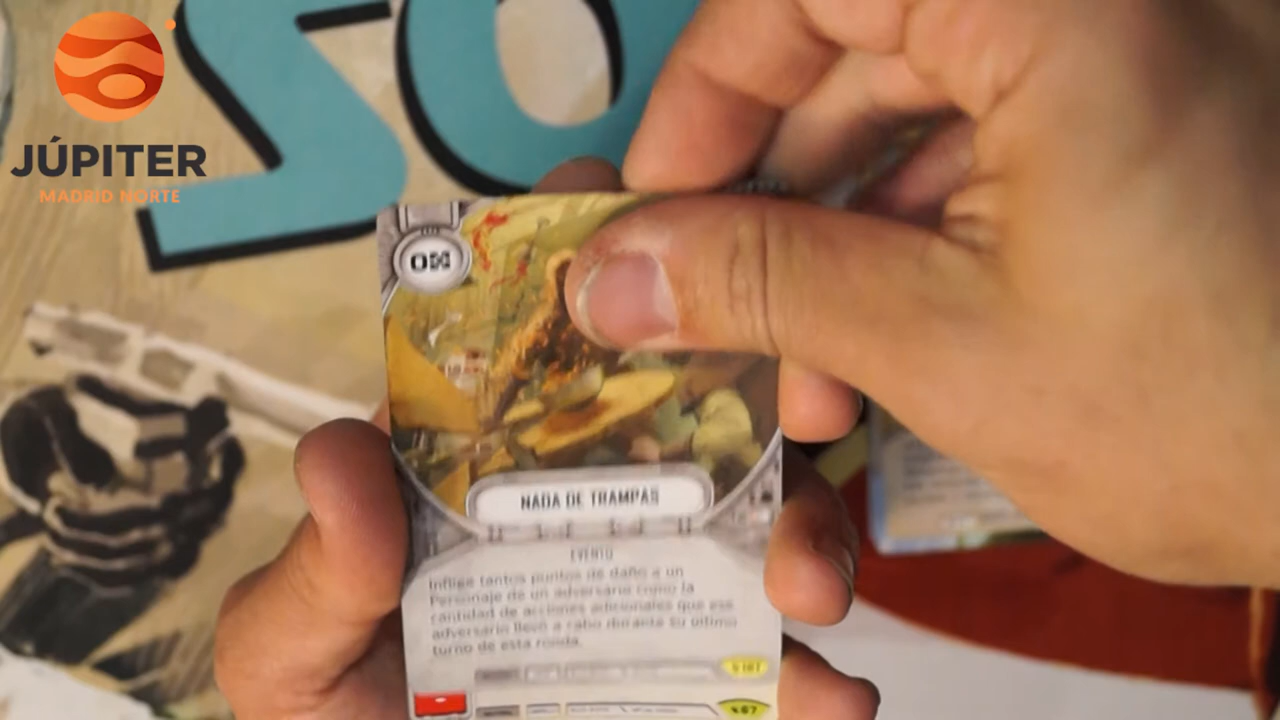 JÚPITER
MADRID NORTE
NADA DE TRAMPAS
EVENTO
Inflige tantos puntos de daño a un
Personaje de un adversario como la
cantidad de acciones adicionales que ese
adversario llevó a cabo durante su último
turno de esta ronda.